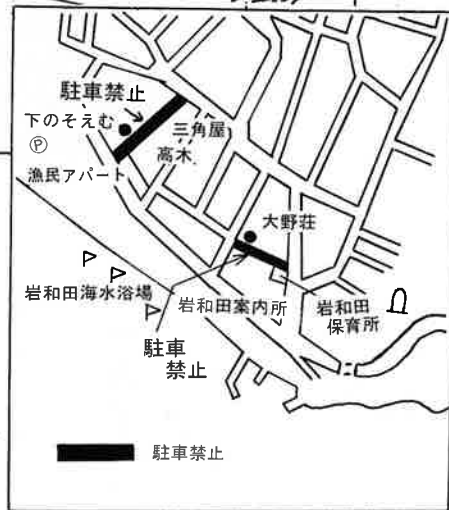 駐車禁止
下のそえむ
三角屋
Ⓟ
高木
漁民アパート
大野荘
岩和田海水浴場
岩和田案内所
岩和田
保育所
駐車
禁止
駐車禁止